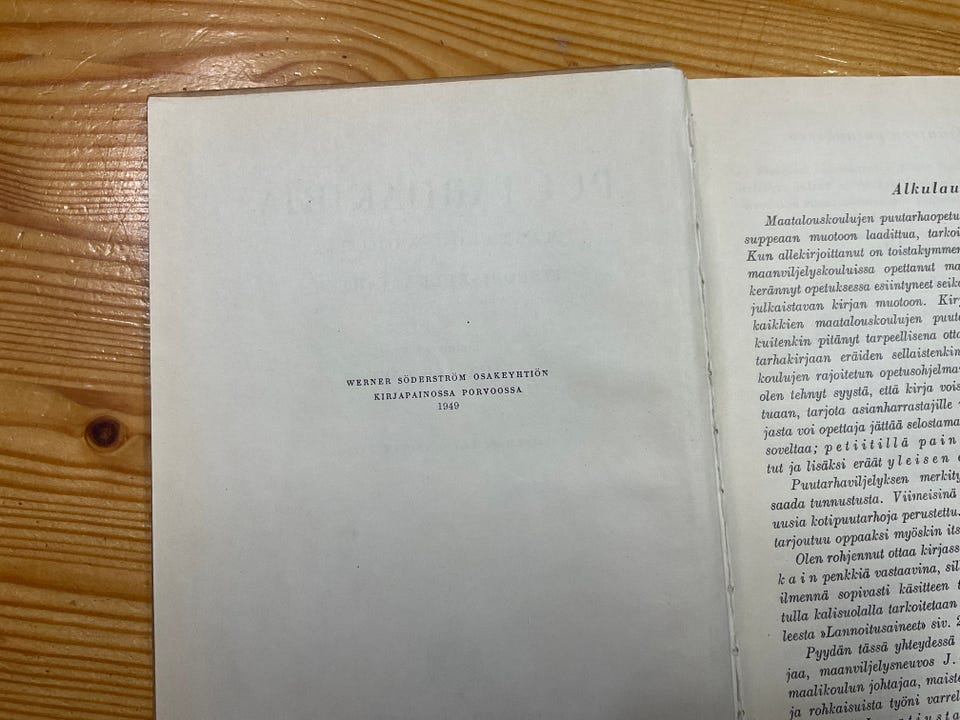 WERNER SÖDERSTRÖM OSAKEYHTIÖN
KIRJAPAINOSSA PORVOOSSA
1949
Alkulau
Maatalouskoulujen puutarhaopetu
suppeaan muotoon laadittua, tarkoi
Kun allekirjoittanut on toistakymmen
maanviljelyskouluissa opettanut ma
kerännyt opetuksessa esiintyneet seik
julkaistavan kirjan muotoon. Kirj
kaikkien maatalouskoulujen puut
kuitenkin pitänyt tarpeellisena otta
tarhakirjaan eräiden sellaistenkin
koulujen rajoitetun opetusohjelma
olen tehnyt syystä, että kirja vois
tuaan, tarjota asianharrastajille
jasta voi opettaja jättää selostama
soveltaa; petiitillä pain
tut ja lisäksi eräät yleisen
Puutarhaviljelyksen merkity
saada tunnustusta. Viimeisinä
uusia kotipuutarhoja perustettu.
tarjoutuu oppaaksi myöskin its
Olen rohjennut ottaa kirjass
kain penkkiä vastaavina, sill
ilmennä sopivasti käsitteen t
tulla kalisuolalla tarkoitetaan
leesta »Lannoitusaineet» siv. 2
Pyydän tässä yhteydessä
jaa, maanviljelysneuvos J.
maalikoulun johtajaa, maiste
ja rohkaisuista työni varrel